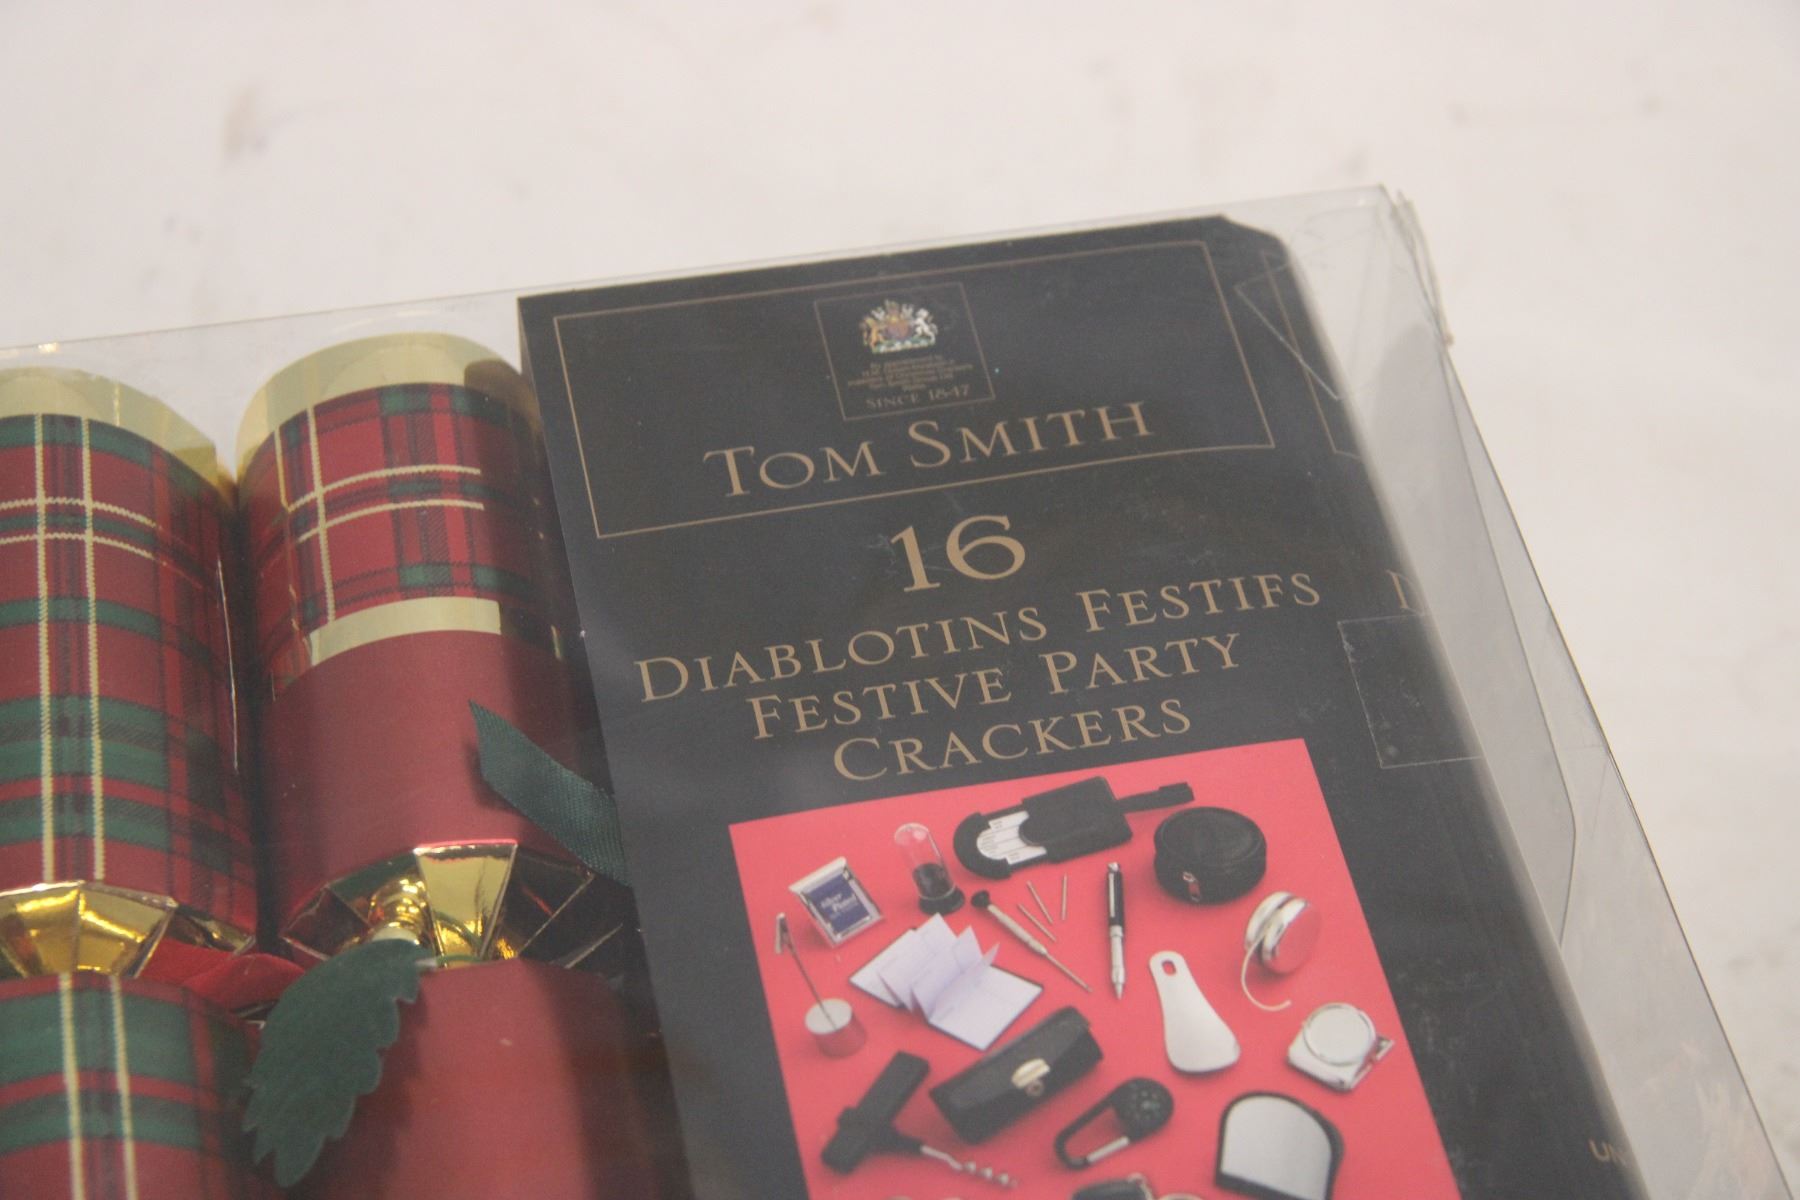 SINCE 1847
TOM SMITH
16
DIABLOTINS FESTIFS
FESTIVE PARTY
CRACKERS